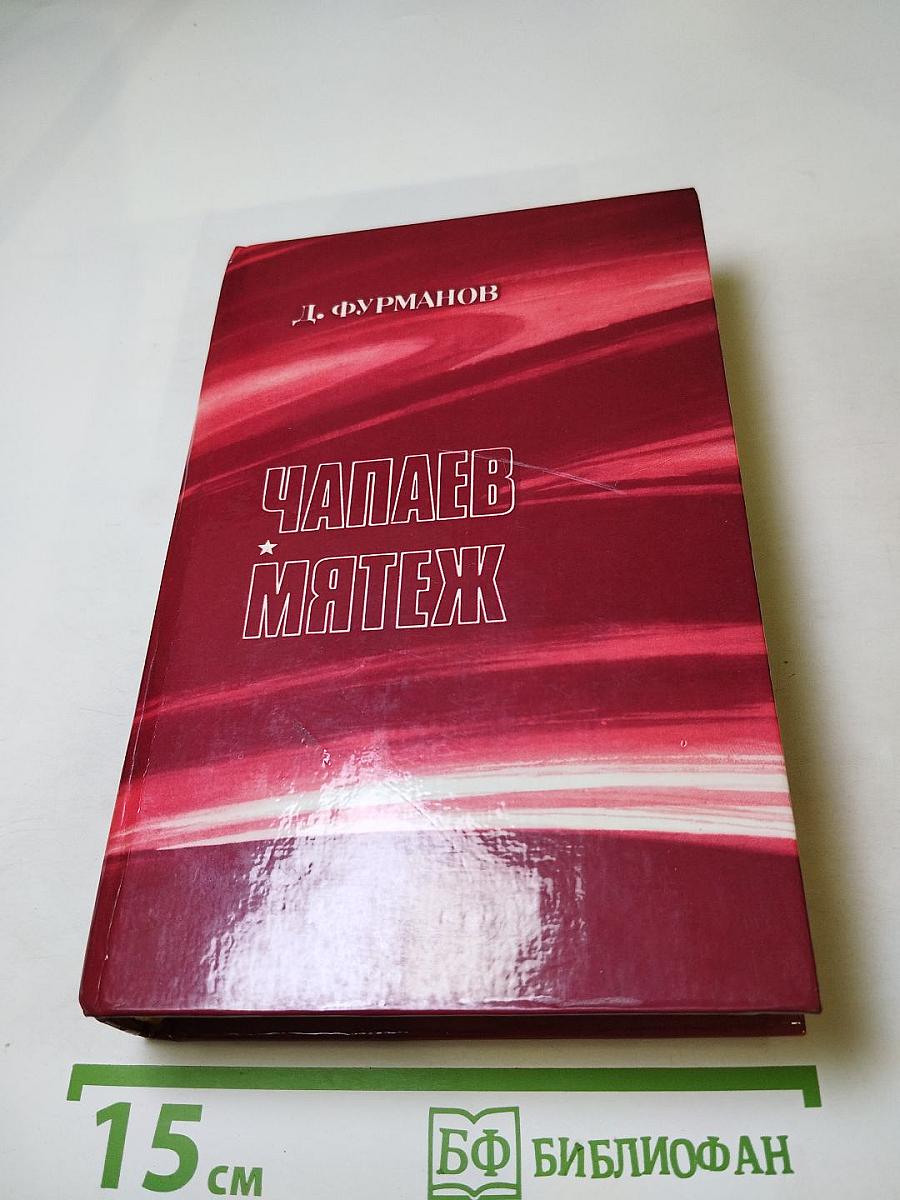 Д. ФУРМАНОВ
ЧАПАЕВ
МЯТЕЖ
15 см
БФ БИБЛИОФАН